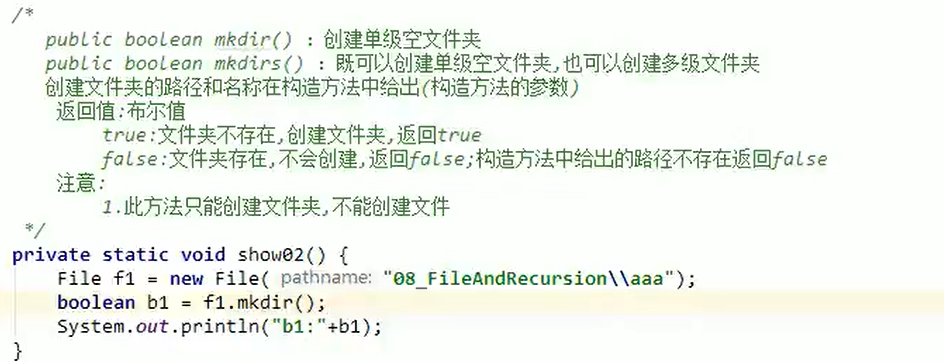 /*
public boolean mkdir() : 创建单级空文件夹
public boolean mkdirs() : 既可以创建单级空文件夹,也可以创建多级文件夹
创建文件夹的路径和名称在构造方法中给出(构造方法的参数)
返回值:布尔值
true:文件夹不存在,创建文件夹,返回true
false:文件夹存在,不会创建,返回false;构造方法中给出的路径不存在返回false
注意:
1.此方法只能创建文件夹,不能创建文件
*/
private static void show02() {
File f1 = new File( pathname: "08_FileAndRecursion\\aaa");
boolean b1 = f1.mkdir();
System.out.println("b1:"+b1);
}